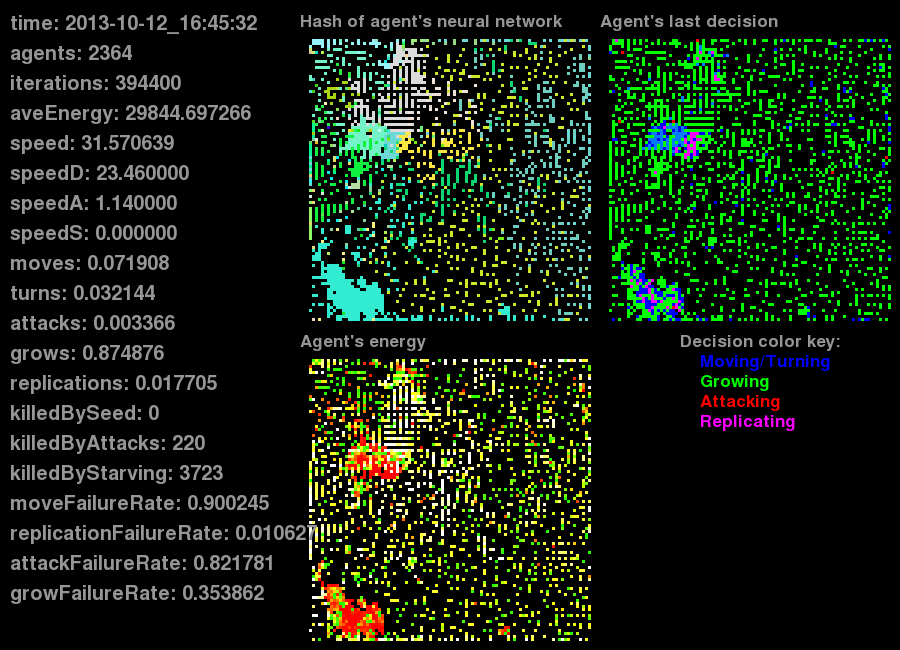 time: 2013-10-12_16:45:32
agents: 2364
iterations: 394400
aveEnergy: 29844.697266
speed: 31.570639
speedD: 23.460000
speedA: 1.140000
speedS: 0.000000
moves: 0.071908
turns: 0.032144
attacks: 0.003366
grows: 0.874876
replications: 0.017705
killedBySeed: 0
killedByAttacks: 220
killedByStarving: 3723
moveFailureRate: 0.900245
replicationFailureRate: 0.010627
attackFailureRate: 0.821781
growFailureRate: 0.353862
Hash of agent's neural network
Agent's last decision
Agent's energy
Decision color key:
Moving/Turning
Growing
Attacking
Replicating